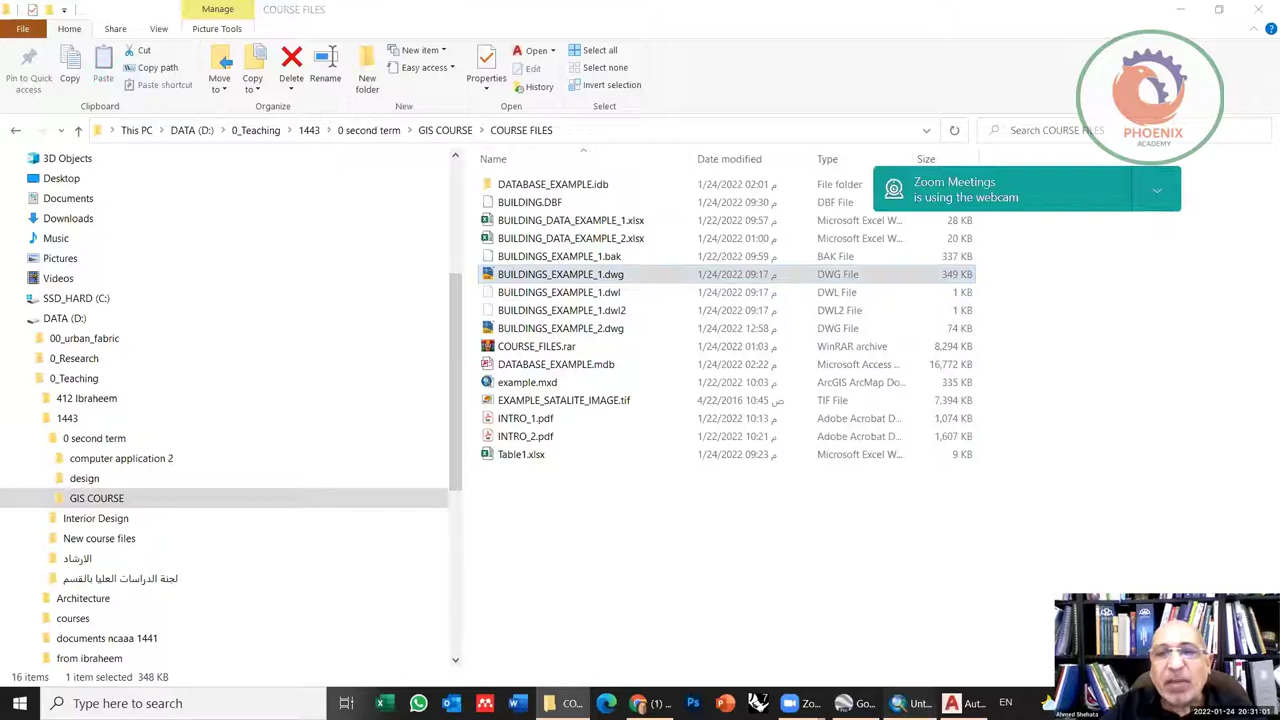 Manage
COURSE FILES
File
Home
Share
View
Picture Tools
Pin to Quick access
Copy
Paste
Cut
Copy path
Paste shortcut
Clipboard
Move to
Copy to
Delete
Rename
Organize
New folder
New item
Easy access
New
Properties
Open
Edit
History
Open
Select all
Select none
Invert selection
Select
PHOENIX
ACADEMY
This PC > DATA (D:) > 0_Teaching > 1443 > 0 second term > GIS COURSE > COURSE FILES
Search COURSE FILES
Zoom Meetings
is using the webcam
3D Objects
Desktop
Documents
Downloads
Music
Pictures
Videos
SSD_HARD (C:)
DATA (D:)
00_urban_fabric
0_Research
0_Teaching
412 Ibraheem
1443
0 second term
computer application 2
design
GIS COURSE
Interior Design
New course files
الارشاد
لجنة الدراسات العليا بالقسم
Architecture
courses
documents ncaaa 1441
from ibraheem
Name Date modified Type Size
DATABASE_EXAMPLE.idb 1/24/2022 02:01 م File folder
BUILDING.DBF 1/24/2022 09:30 م DBF File
BUILDING_DATA_EXAMPLE_1.xlsx 1/22/2022 09:57 م Microsoft Excel W... 28 KB
BUILDING_DATA_EXAMPLE_2.xlsx 1/24/2022 01:00 م Microsoft Excel W... 20 KB
BUILDINGS_EXAMPLE_1.bak 1/22/2022 09:59 م BAK File 337 KB
BUILDINGS_EXAMPLE_1.dwg 1/24/2022 09:17 م DWG File 349 KB
BUILDINGS_EXAMPLE_1.dwl 1/24/2022 09:17 م DWL File 1 KB
BUILDINGS_EXAMPLE_1.dwl2 1/24/2022 09:17 م DWL2 File 1 KB
BUILDINGS_EXAMPLE_2.dwg 1/24/2022 12:58 م DWG File 74 KB
COURSE_FILES.rar 1/24/2022 01:03 م WinRAR archive 8,294 KB
DATABASE_EXAMPLE.mdb 1/24/2022 02:22 م Microsoft Access ... 16,772 KB
example.mxd 1/22/2022 10:03 م ArcGIS ArcMap Do... 335 KB
EXAMPLE_SATALITE_IMAGE.tif 4/22/2016 10:45 ص TIF File 7,394 KB
INTRO_1.pdf 1/22/2022 10:13 م Adobe Acrobat D... 1,074 KB
INTRO_2.pdf 1/22/2022 10:21 م Adobe Acrobat D... 1,607 KB
Table1.xlsx 1/24/2022 09:23 م Microsoft Excel W... 9 KB
16 items 1 item selected 348 KB
Type here to search
CO...
(1) ...
Zo...
Go...
Unt...
Aut...
EN
Ahmed Shehata
2022-01-24 20:31:01